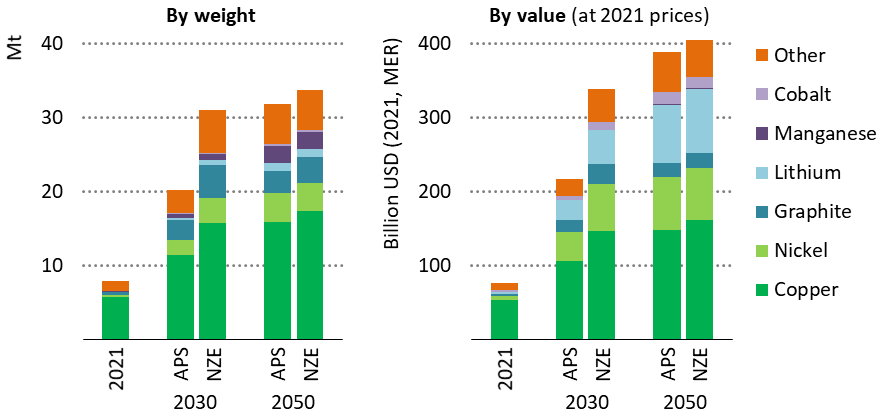 By weight
Mt
40
30
20
10
2021
APS
NZE
2030
APS
NZE
2050
By value (at 2021 prices)
Billion USD (2021, MER)
400
300
200
100
2021
APS
NZE
2030
APS
NZE
2050
Other
Cobalt
Manganese
Lithium
Graphite
Nickel
Copper